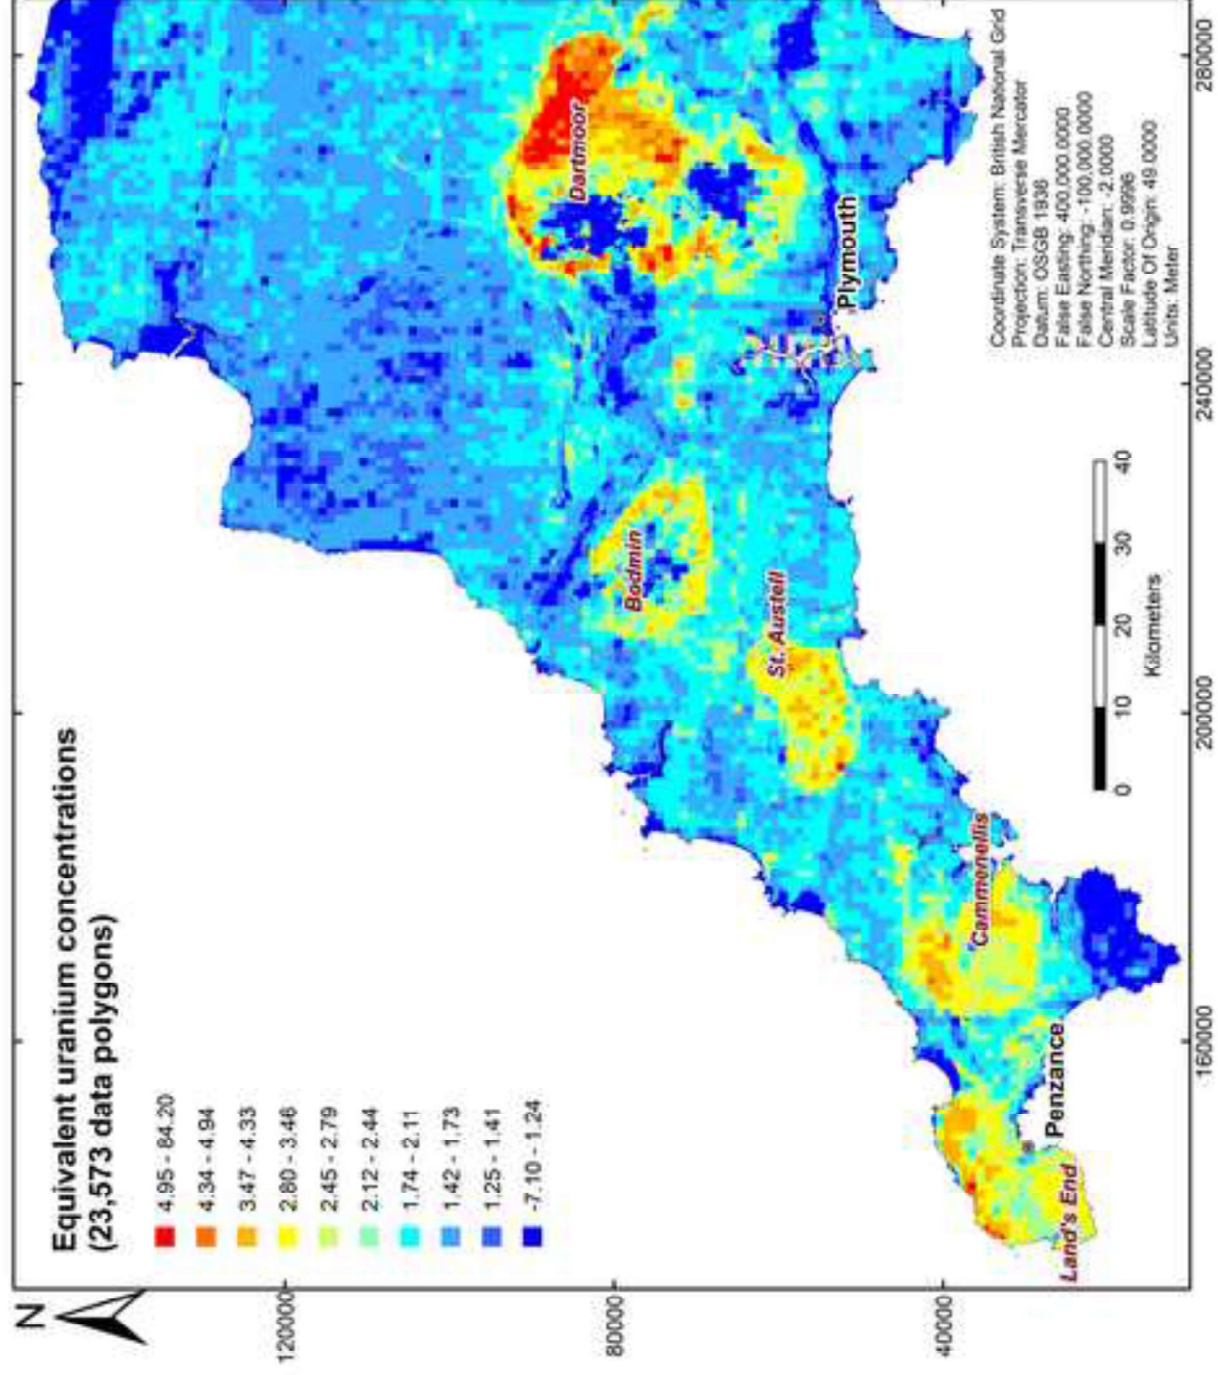 N
Equivalent uranium concentrations
(23,573 data polygons)
4.95 - 84.20
4.34 - 4.94
3.47 - 4.33
2.80 - 3.46
2.45 - 2.79
2.12 - 2.44
1.74 - 2.11
1.42 - 1.73
1.25 - 1.41
-7.10 - 1.24
120000
80000
40000
Dartmoor
Bodmin
St. Austell
Plymouth
Cammenellis
Penzance
Land's End
0 10 20 30 40
Kilometers
Coordinate System: British National Grid
Projection: Transverse Mercator
Datum: OSGB 1936
False Easting: 400,000.0000
False Northing: -100,000.0000
Central Meridian: -2.0000
Scale Factor: 0.9996
Latitude Of Origin: 49.0000
Units: Meter
160000 200000 240000 280000